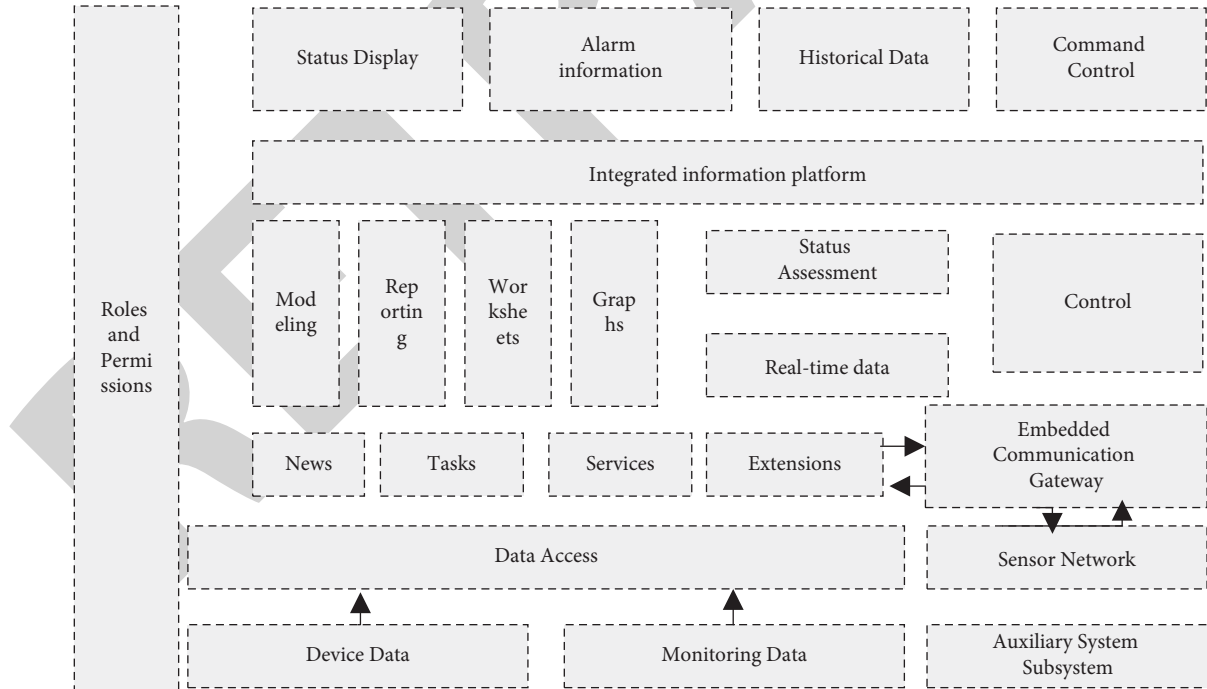 Status Display
Alarm
information
Historical Data
Command
Control
Integrated information platform
Roles
and
Permi
ssions
Mod
eling
Rep
ortin
g
Wor
kshe
ets
Grap
hs
Status
Assessment
Real-time data
Control
News
Tasks
Services
Extensions
Embedded
Communication
Gateway
Data Access
Sensor Network
Device Data
Monitoring Data
Auxiliary System
Subsystem